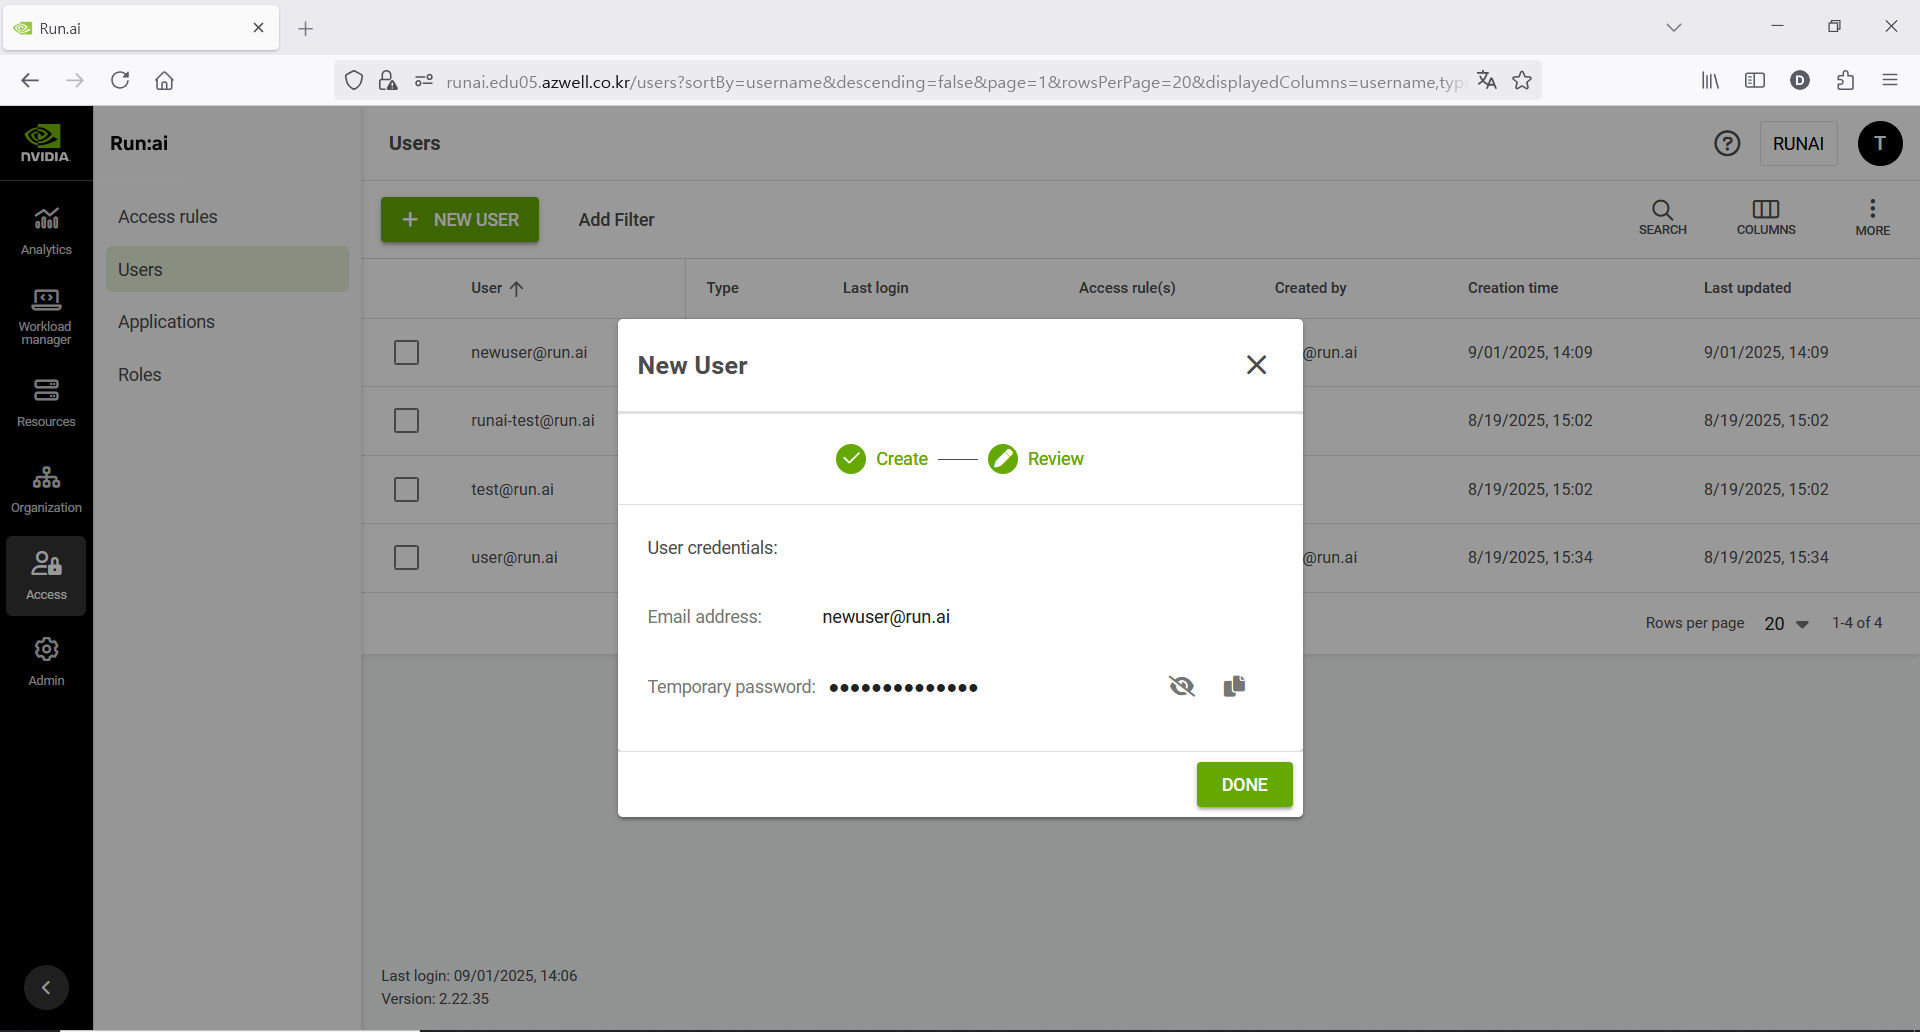 Run.ai
runai.edu05.azwell.co.kr/users?sortBy=username&descending=false&page=1&rowsPerPage=20&displayedColumns=username,typ
D
NVIDIA
Run:ai
Users
RUNAI
T
Analytics
Workload
manager
Resources
Organization
Access
Admin
Access rules
Users
Applications
Roles
NEW USER
Add Filter
SEARCH
COLUMNS
MORE
User Type Last login Access rule(s) Created by Creation time Last updated
newuser@run.ai @run.ai 9/01/2025, 14:09 9/01/2025, 14:09
runai-test@run.ai 8/19/2025, 15:02 8/19/2025, 15:02
test@run.ai 8/19/2025, 15:02 8/19/2025, 15:02
user@run.ai @run.ai 8/19/2025, 15:34 8/19/2025, 15:34
Rows per page 20 1-4 of 4
New User
Create
Review
User credentials:
Email address: newuser@run.ai
Temporary password: ••••••••••••••
DONE
Last login: 09/01/2025, 14:06
Version: 2.22.35